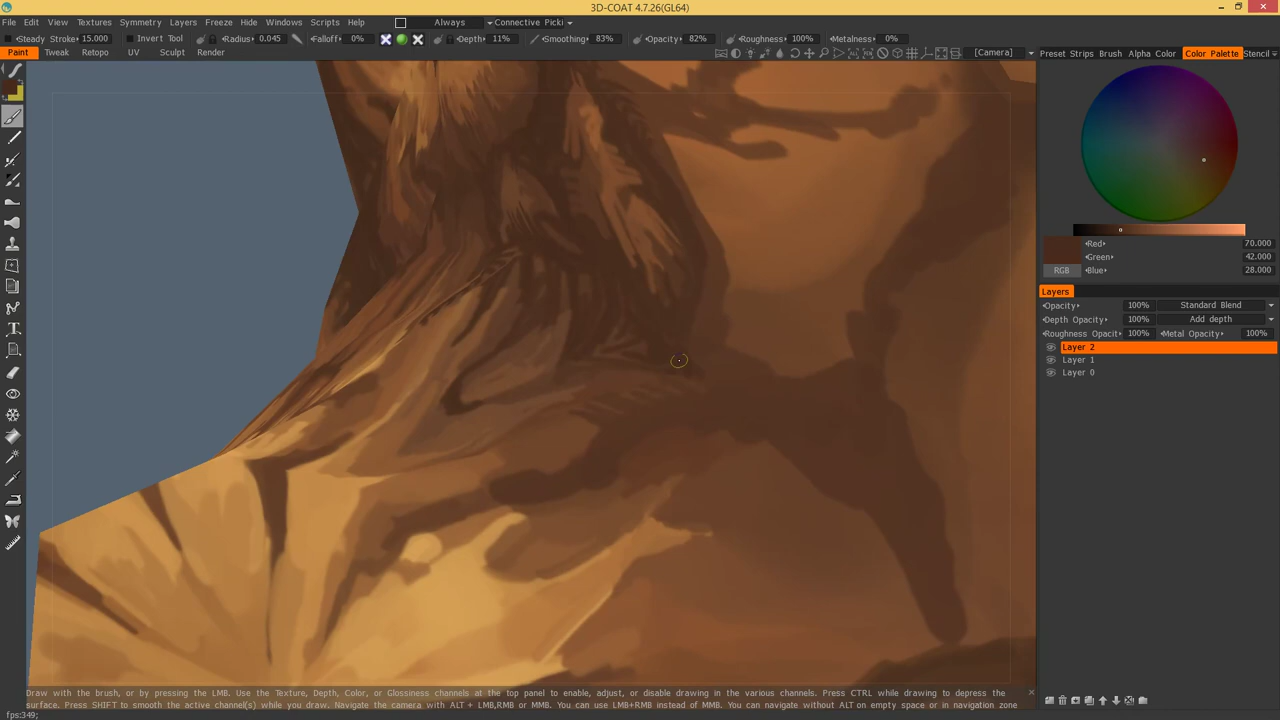 3D-COAT 4.7.26(GL64)
File Edit View Textures Symmetry Layers Freeze Hide Windows Scripts Help Always Connective Picki
Steady Stroke 15.000 Invert Tool Radius 0.045 Falloff 0% Depth 11% Smoothing 83% Opacity 82% Roughness 100% Metalness 0%
Paint Tweak Retopo UV Sculpt Render [Camera] Preset Strips Brush Alpha Color Color Palette Stencil
Red 70.000
Green 42.000
RGB Blue 28.000
Layers
Opacity 100% Standard Blend
Depth Opacity 100% Add depth
Roughness Opacit 100% Metal Opacity 100%
Layer 2
Layer 1
Layer 0
Draw with the brush, or by pressing the LMB. Use the Texture, Depth, Color, or Glossiness channels at the top panel to enable, adjust, or disable drawing in the various channels. Press CTRL while drawing to depress the
surface. Press SHIFT to smooth the active channel(s) while you draw. Navigate the camera with ALT + LMB,RMB or MMB. You can use LMB+RMB instead of MMB. You can navigate without ALT on empty space or in navigation zone
fps:349;